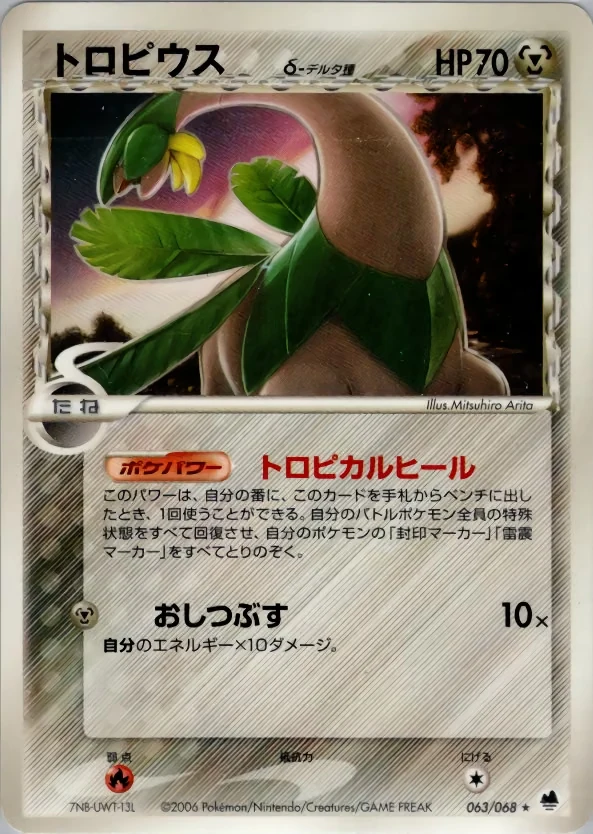 トロピウス δ-デルタ種 HP70
たね
Illus.Mitsuhiro Arita
ポケパワー トロピカルヒール
このパワーは、自分の番に、このカードを手札からベンチに出し
たとき、1回使うことができる。自分のバトルポケモン全員の特殊
状態をすべて回復させ、自分のポケモンの「封印マーカー」「雷震
マーカー」をすべてとりのぞく。
おしつぶす 10×
自分のエネルギー×10ダメージ。
弱点 抵抗力 にげる
7NB-UWT-13L ©2006 Pokémon/Nintendo/Creatures/GAME FREAK 063/068 ★